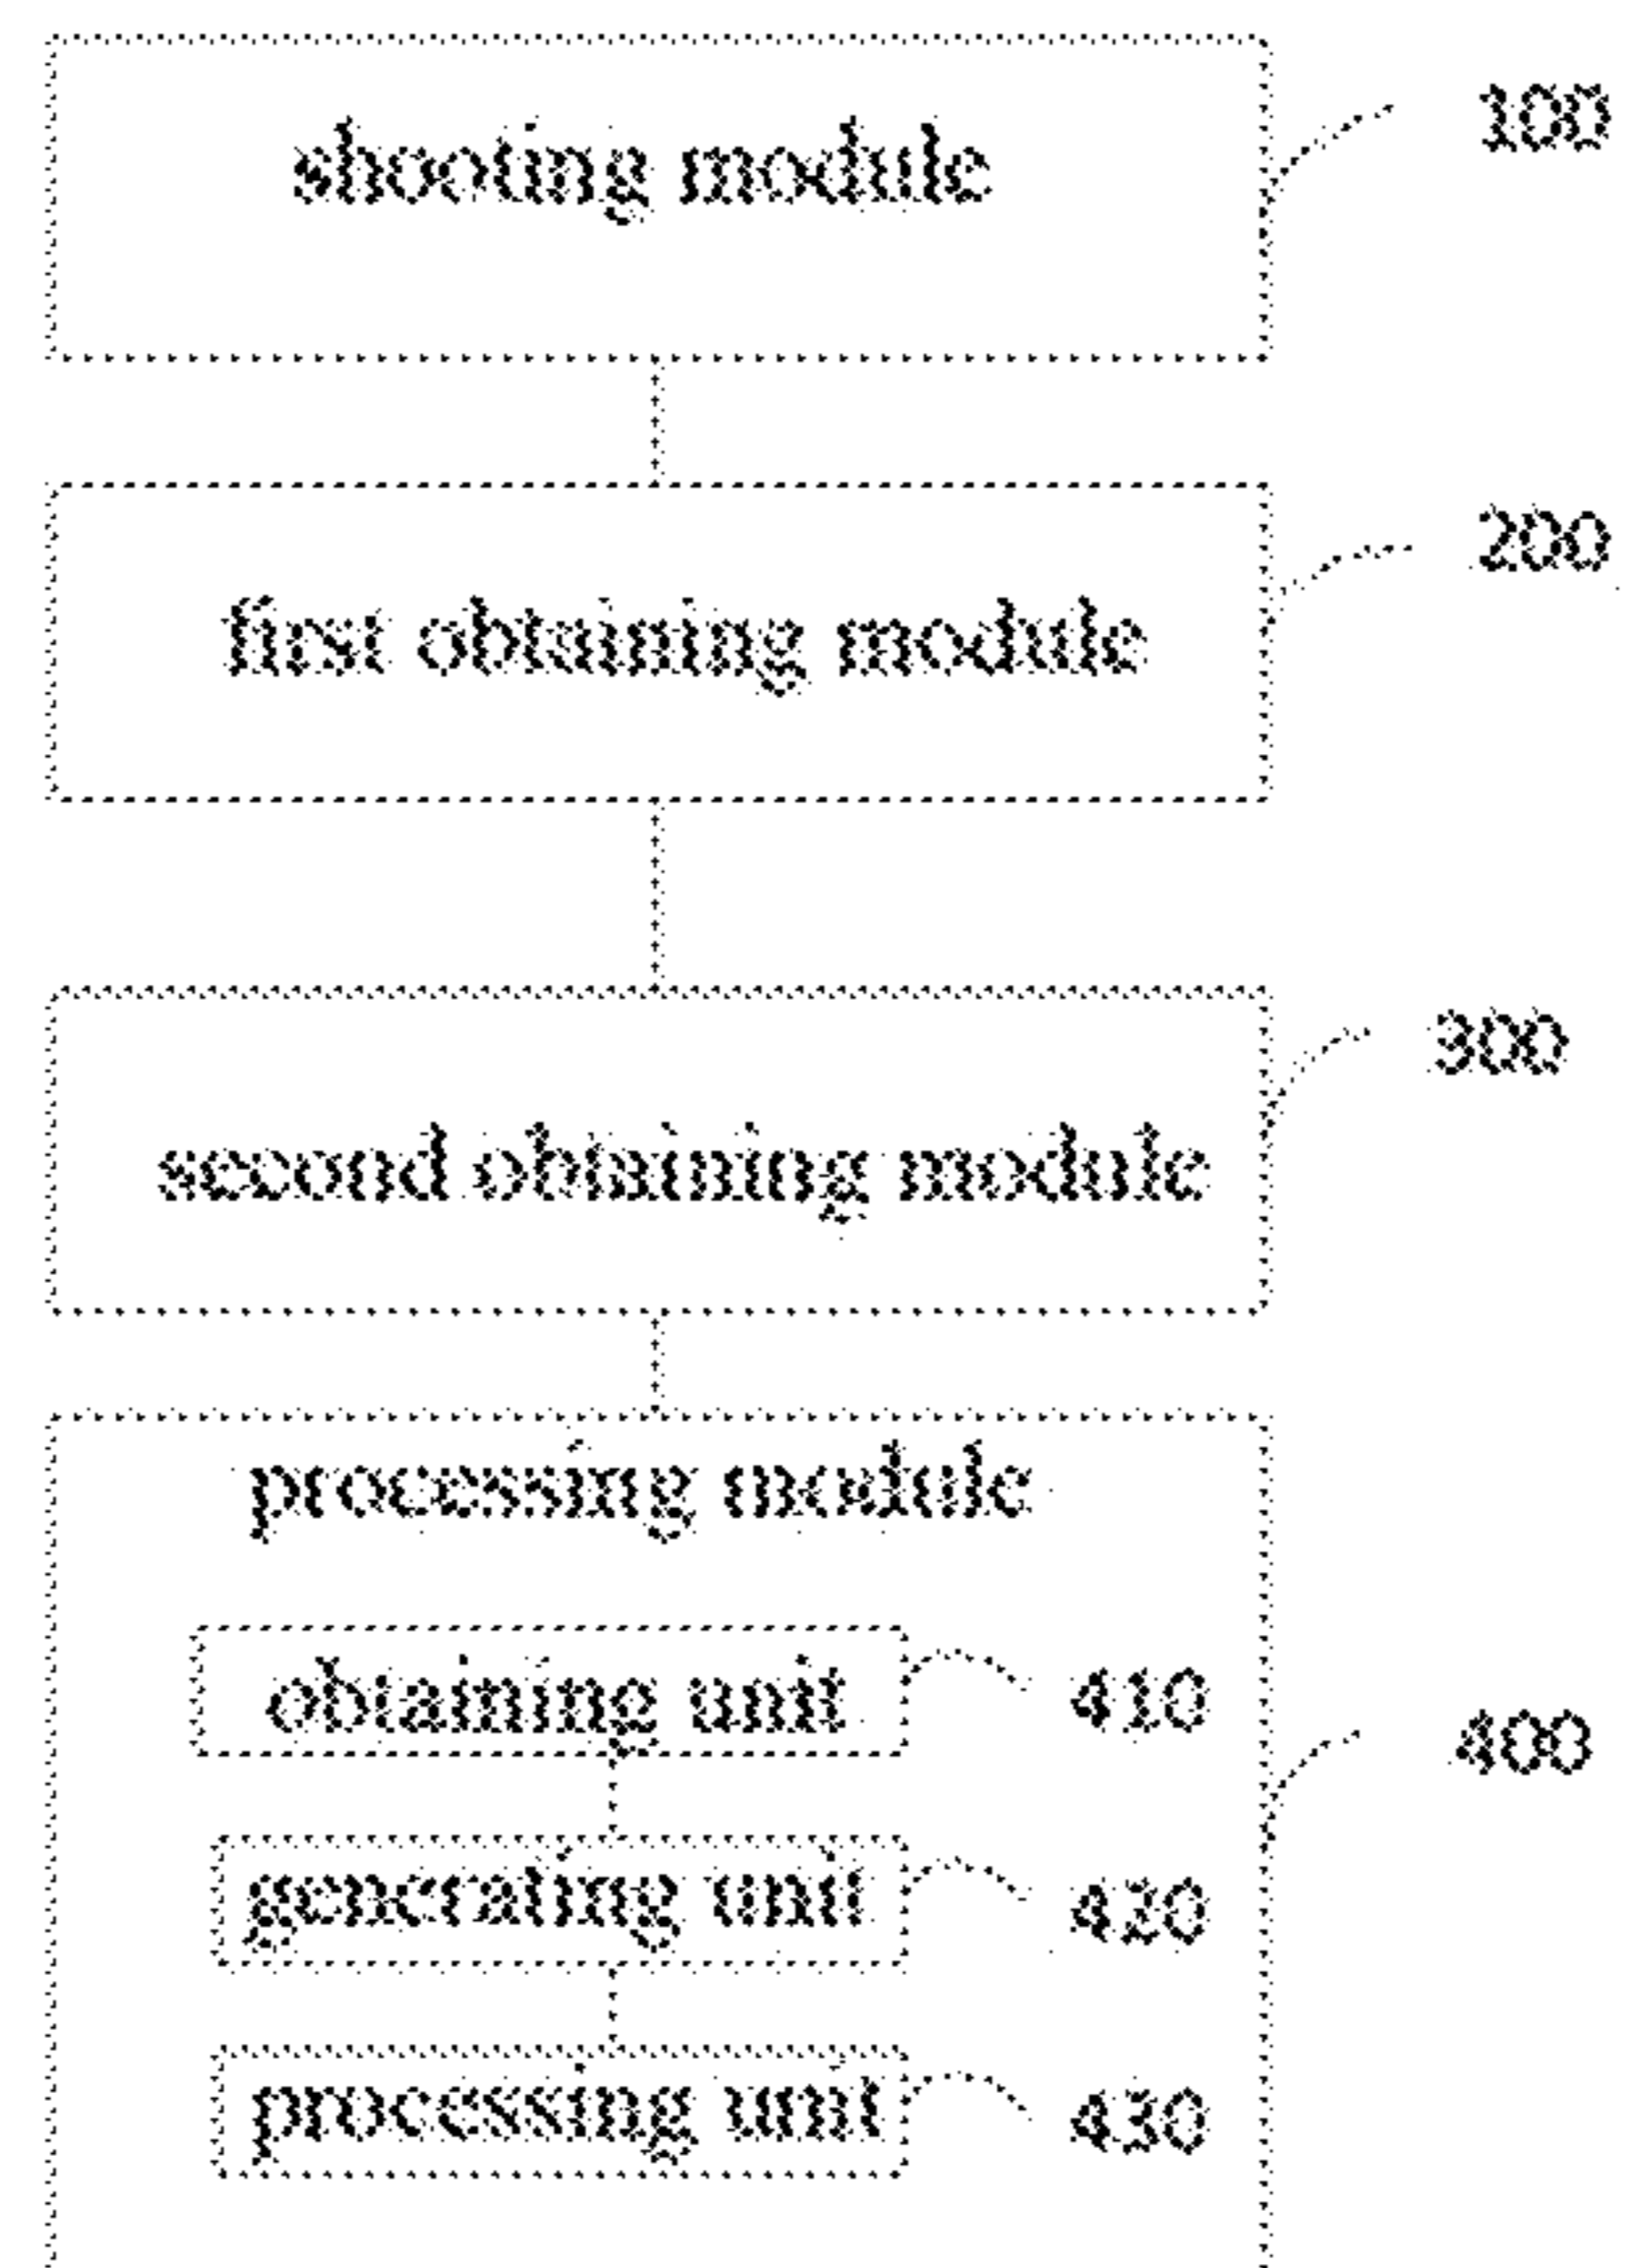 shooting module
100
first obtaining module
200
second obtaining module
300
processing module
obtaining unit
410
400
generating unit
420
processing unit
430